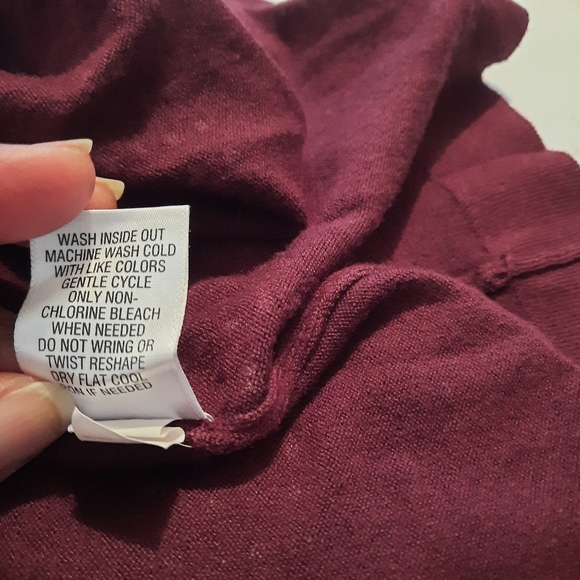 WASH INSIDE OUT
MACHINE WASH COLD
WITH LIKE COLORS
GENTLE CYCLE
ONLY NON-
CHLORINE BLEACH
WHEN NEEDED
DO NOT WRING OR
TWIST RESHAPE
DRY FLAT COOL
IRON IF NEEDED